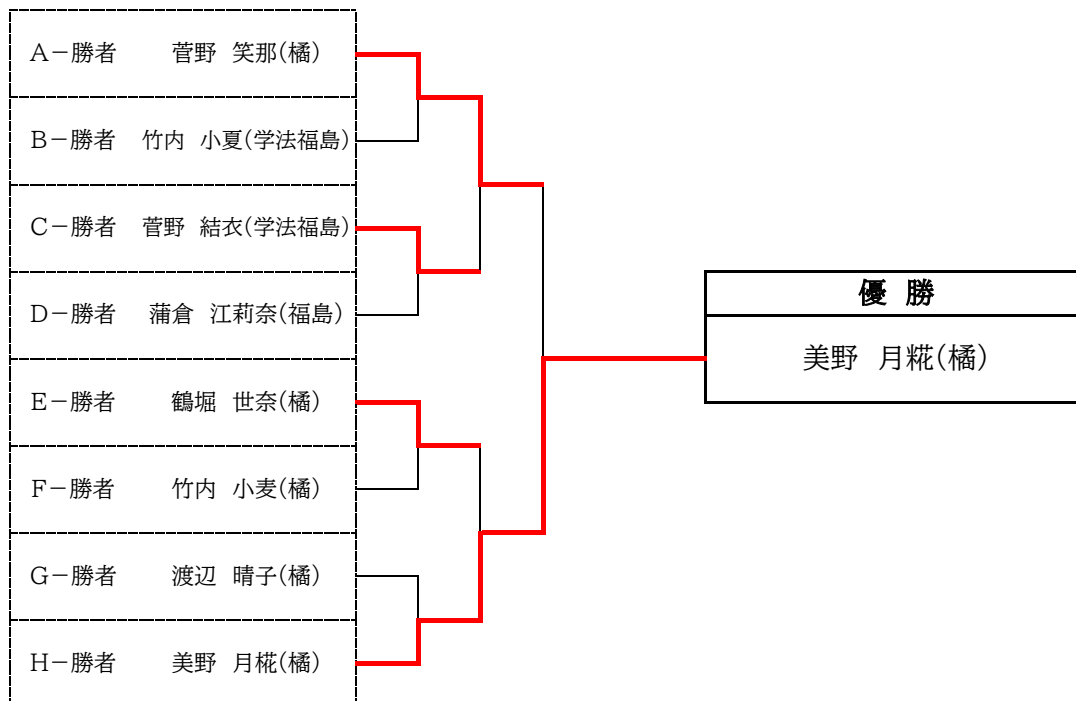 A－勝者 菅野 笑那(橘)
B－勝者 竹内 小夏(学法福島)
C－勝者 菅野 結衣(学法福島)
D－勝者 蒲倉 江莉奈(福島)
E－勝者 鶴堀 世奈(橘)
F－勝者 竹内 小麦(橘)
G－勝者 渡辺 晴子(橘)
H－勝者 美野 月椛(橘)
優 勝
美野 月糀(橘)